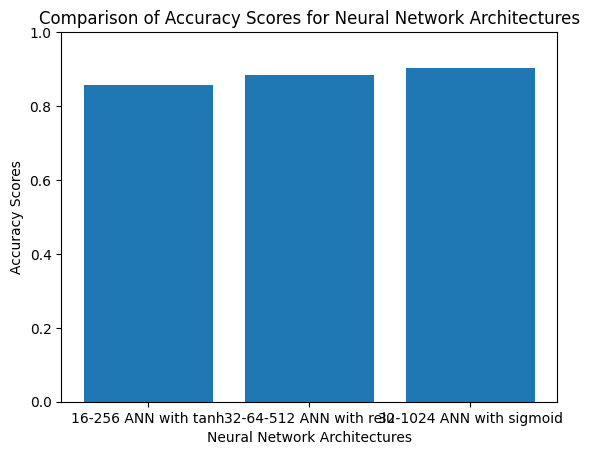 Comparison of Accuracy Scores for Neural Network Architectures
1.0
0.8
0.6
0.4
0.2
0.0
Accuracy Scores
16-256 ANN with tanh
32-64-512 ANN with relu
32-1024 ANN with sigmoid
Neural Network Architectures